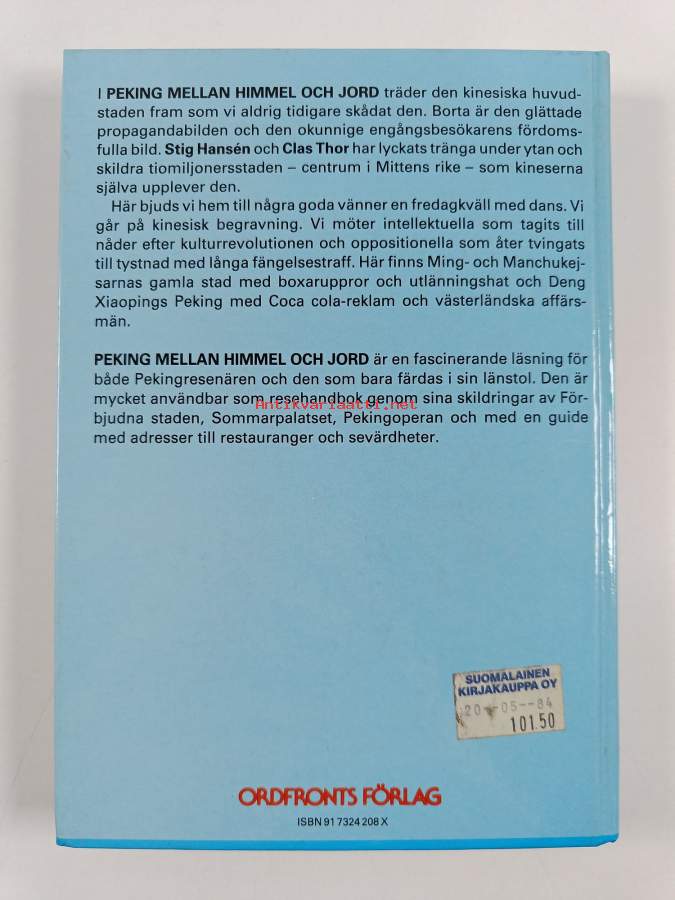 I PEKING MELLAN HIMMEL OCH JORD träder den kinesiska huvud-
staden fram som vi aldrig tidigare skådat den. Borta är den glättade
propagandabilden och den okunnige engångsbesökarens fördoms-
fulla bild. Stig Hansén och Clas Thor har lyckats tränga under ytan och
skildra tiomiljonersstaden – centrum i Mittens rike – som kineserna
själva upplever den.
Här bjuds vi hem till några goda vänner en fredagkväll med dans. Vi
går på kinesisk begravning. Vi möter intellektuella som tagits till
nåder efter kulturrevolutionen och oppositionella som åter tvingats
till tystnad med långa fängelsestraff. Här finns Ming- och Manchukej-
sarnas gamla stad med boxaruppror och utlänningshat och Deng
Xiaopings Peking med Coca cola-reklam och västerländska affärs-
män.
PEKING MELLAN HIMMEL OCH JORD är en fascinerande läsning för
både Pekingresenären och den som bara färdas i sin länstol. Den är
mycket användbar som resehandbok genom sina skildringar av För-
Antikvariaatti.net
bjudna staden, Sommarpalatset, Pekingoperan och med en guide
med adresser till restauranger och sevärdheter.
SUOMALAINEN
KIRJAKAUPPA OY
20 -05--84
101.50
ORDFRONTS FÖRLAG
ISBN 91 7324 208 X